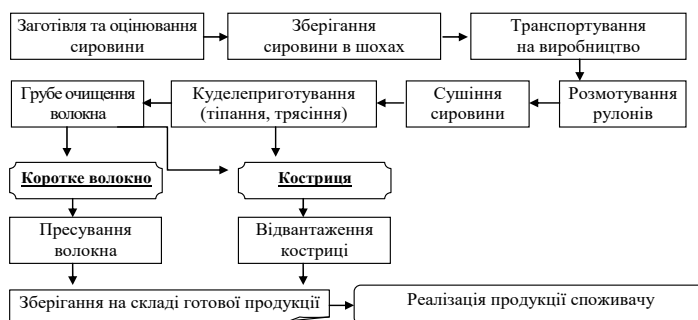 Заготівля та оцінювання
сировини
Зберігання
сировини в шохах
Транспортування
на виробництво
Грубе очищення
волокна
Куделеприготування
(тіпання, трясіння)
Сушіння
сировини
Розмотування
рулонів
Коротке волокно
Костриця
Пресування
волокна
Відвантаження
костриці
Зберігання на складі готової продукції
Реалізація продукції споживачу